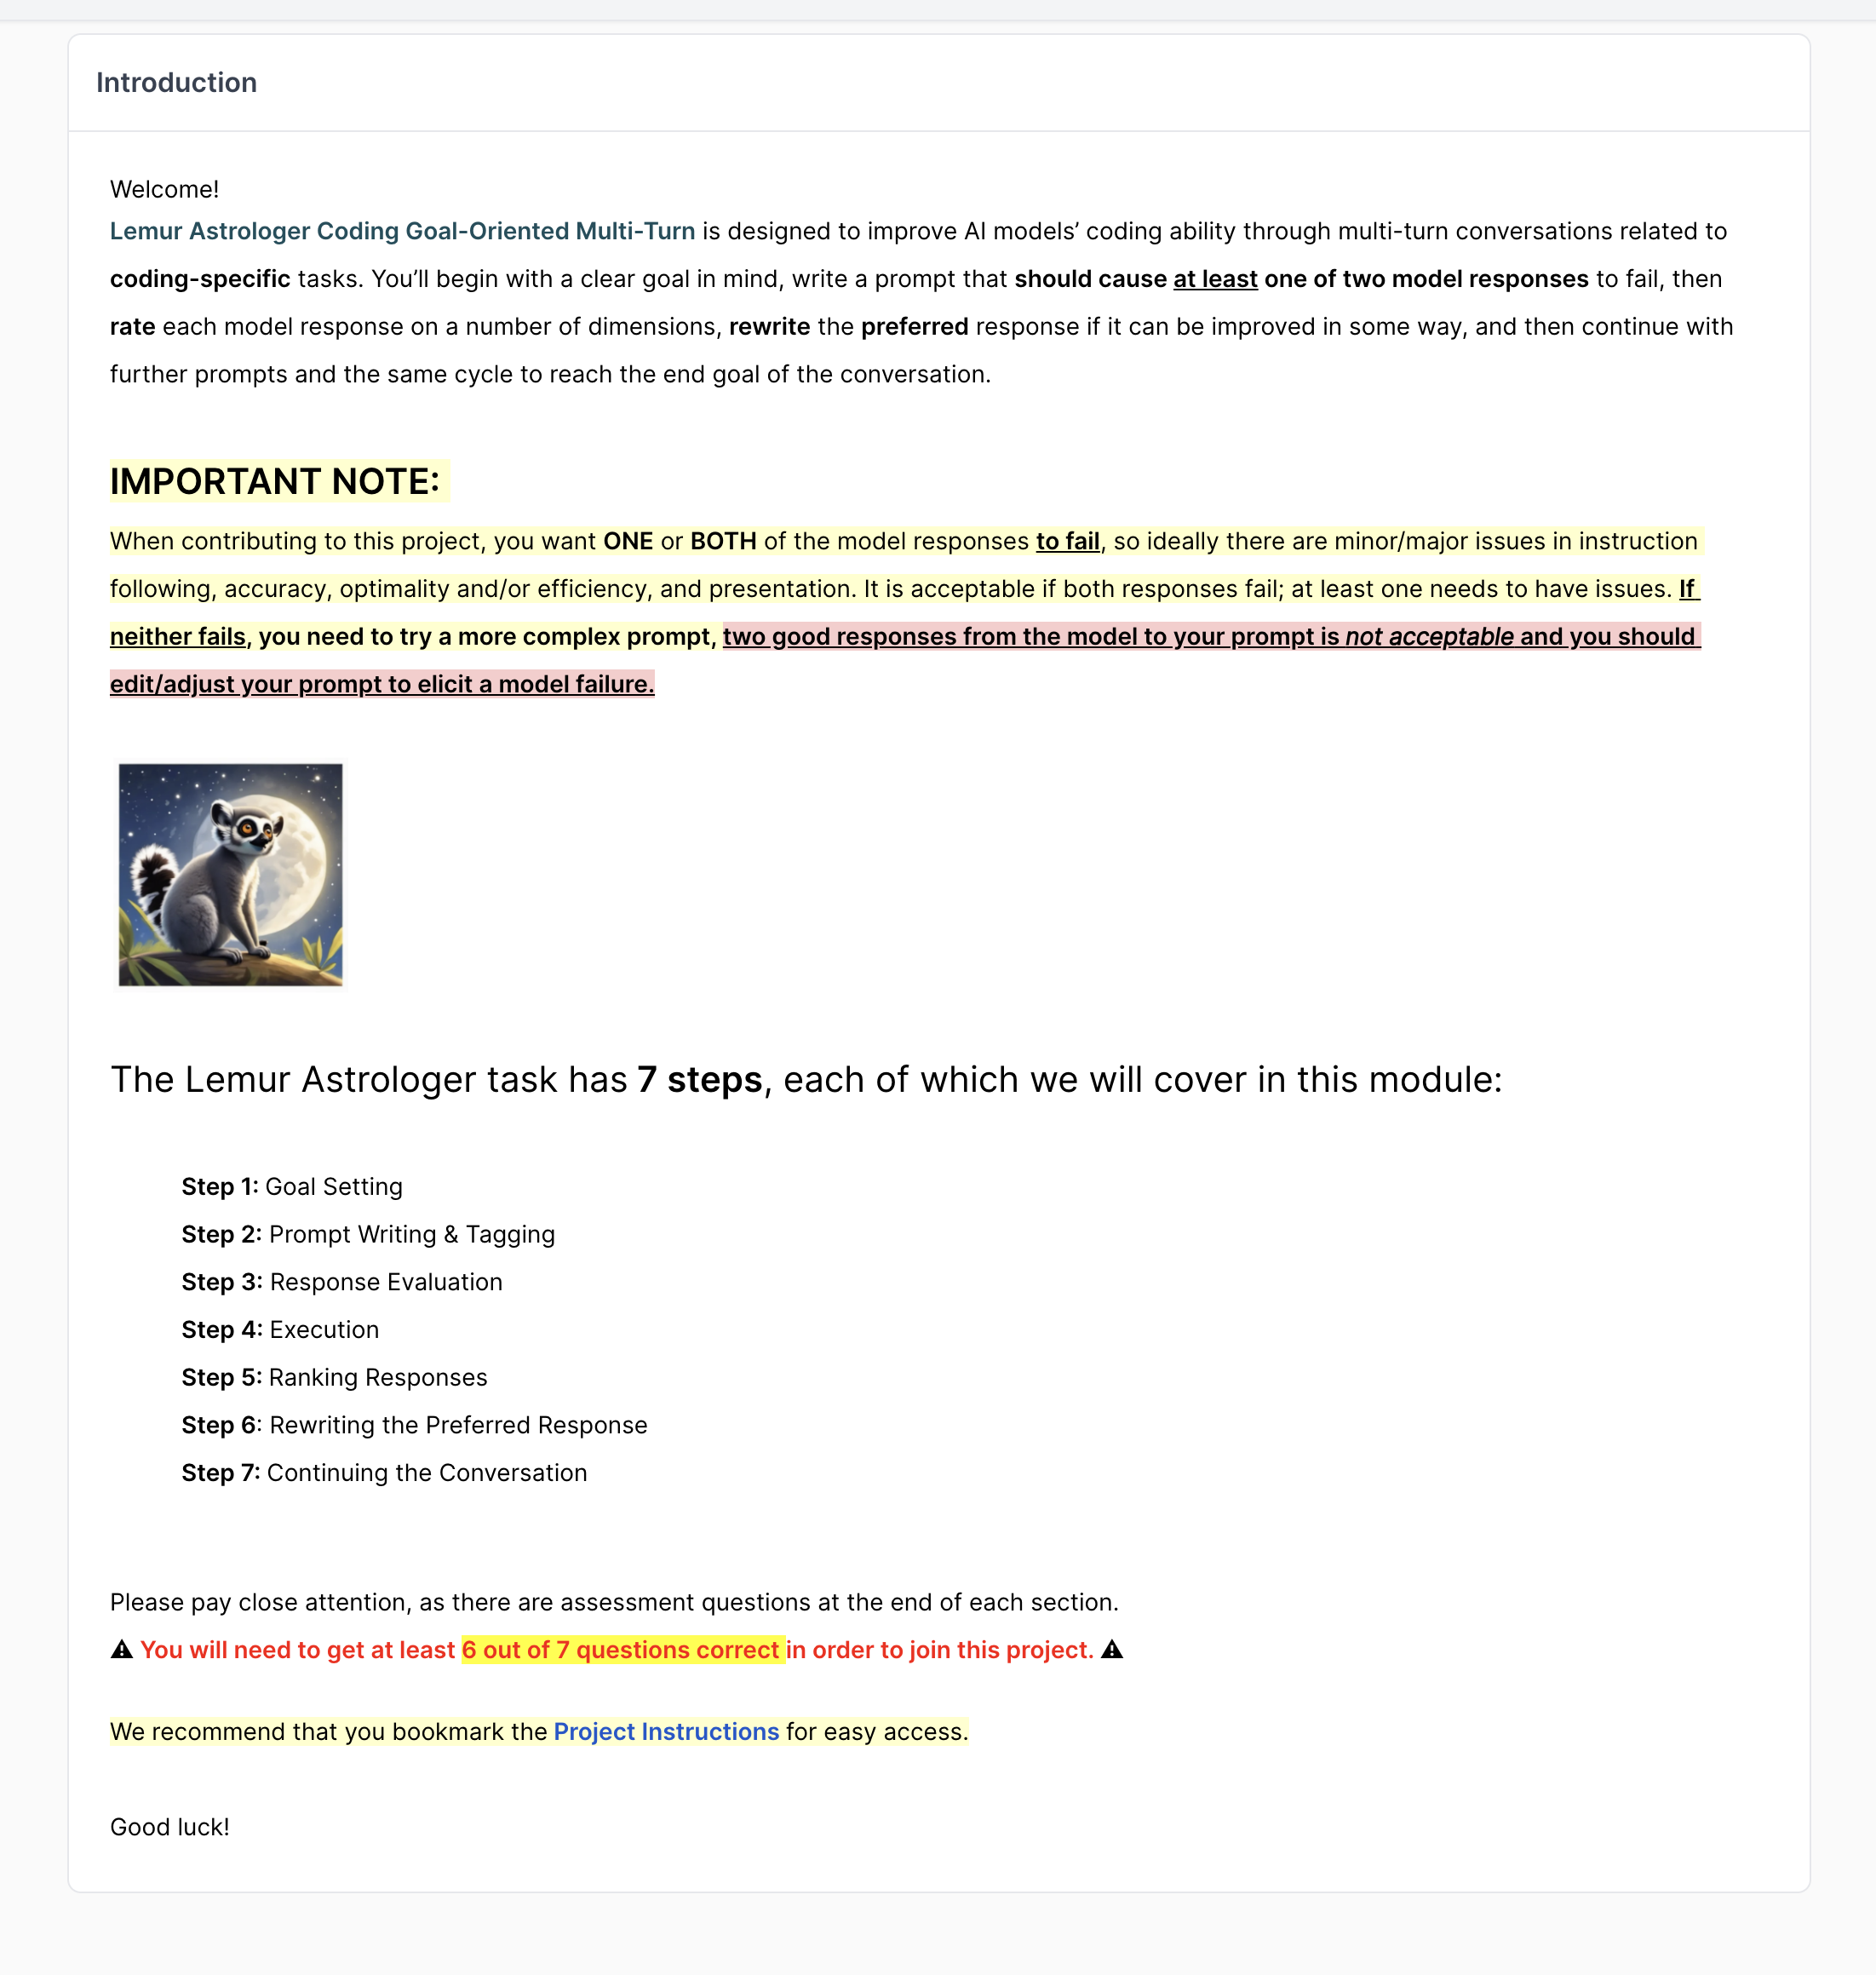 Introduction
Welcome!
Lemur Astrologer Coding Goal-Oriented Multi-Turn is designed to improve AI models’ coding ability through multi-turn conversations related to
coding-specific tasks. You’ll begin with a clear goal in mind, write a prompt that should cause at least one of two model responses to fail, then
rate each model response on a number of dimensions, rewrite the preferred response if it can be improved in some way, and then continue with
further prompts and the same cycle to reach the end goal of the conversation.
IMPORTANT NOTE:
When contributing to this project, you want ONE or BOTH of the model responses to fail, so ideally there are minor/major issues in instruction
following, accuracy, optimality and/or efficiency, and presentation. It is acceptable if both responses fail; at least one needs to have issues. If
neither fails, you need to try a more complex prompt, two good responses from the model to your prompt is not acceptable and you should
edit/adjust your prompt to elicit a model failure.
The Lemur Astrologer task has 7 steps, each of which we will cover in this module:
Step 1: Goal Setting
Step 2: Prompt Writing & Tagging
Step 3: Response Evaluation
Step 4: Execution
Step 5: Ranking Responses
Step 6: Rewriting the Preferred Response
Step 7: Continuing the Conversation
Please pay close attention, as there are assessment questions at the end of each section.
⚠ You will need to get at least 6 out of 7 questions correct in order to join this project. ⚠
We recommend that you bookmark the Project Instructions for easy access.
Good luck!